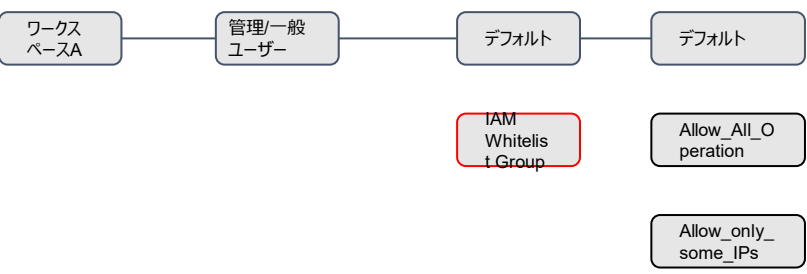 ワークス
ペースA
管理/一般
ユーザー
デフォルト
デフォルト
IAM
Whitelis
t Group
Allow_All_O
peration
Allow_only_
some_IPs